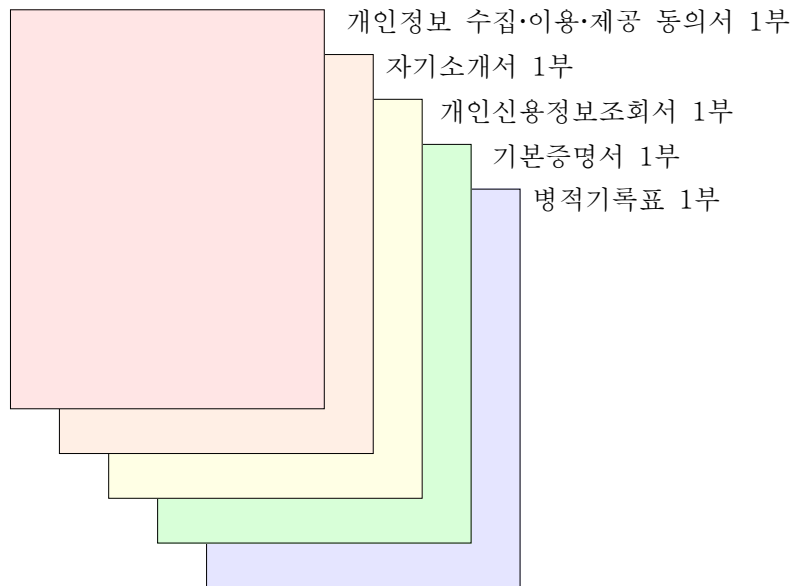 개인정보 수집·이용·제공 동의서 1부
자기소개서 1부
개인신용정보조회서 1부
기본증명서 1부
병적기록표 1부